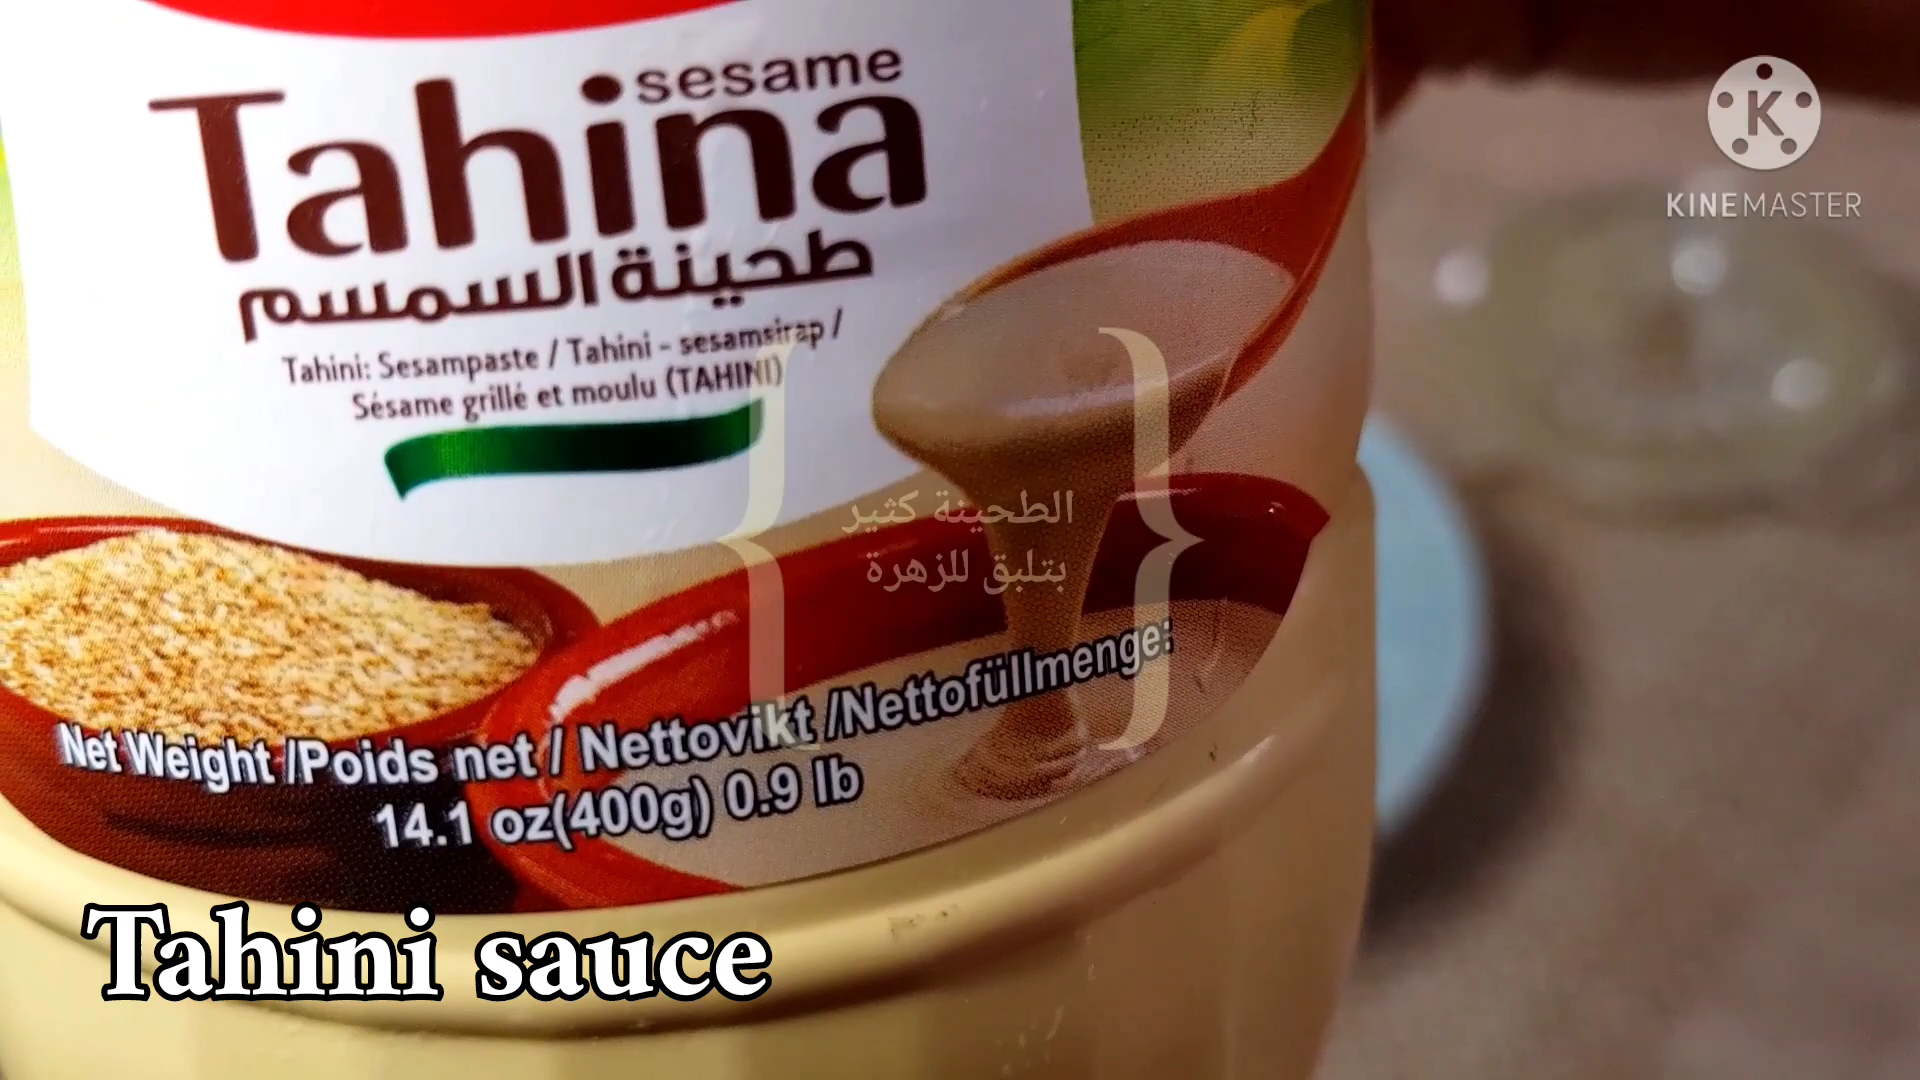 sesame
Tahina
طحينة السمسم
Tahini: Sesampaste / Tahini - sesamsirap /
Sésame grillé et moulu (TAHINI)
الطحينة كثير
بتلبق للزهرة
Net Weight /Poids net / Nettovikt /Nettofüllmenge:
14.1 oz(400g) 0.9 lb
Tahini sauce
K
KINEMASTER